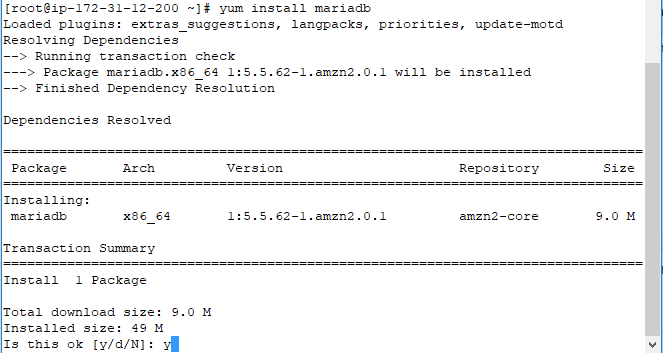 [root@ip-172-31-12-200 ~]# yum install mariadb
Loaded plugins: extras_suggestions, langpacks, priorities, update-motd
Resolving Dependencies
--> Running transaction check
---> Package mariadb.x86_64 1:5.5.62-1.amzn2.0.1 will be installed
--> Finished Dependency Resolution
Dependencies Resolved
================================================================================
Package Arch Version Repository Size
================================================================================
Installing:
mariadb x86_64 1:5.5.62-1.amzn2.0.1 amzn2-core 9.0 M
Transaction Summary
================================================================================
Install 1 Package
Total download size: 9.0 M
Installed size: 49 M
Is this ok [y/d/N]: y